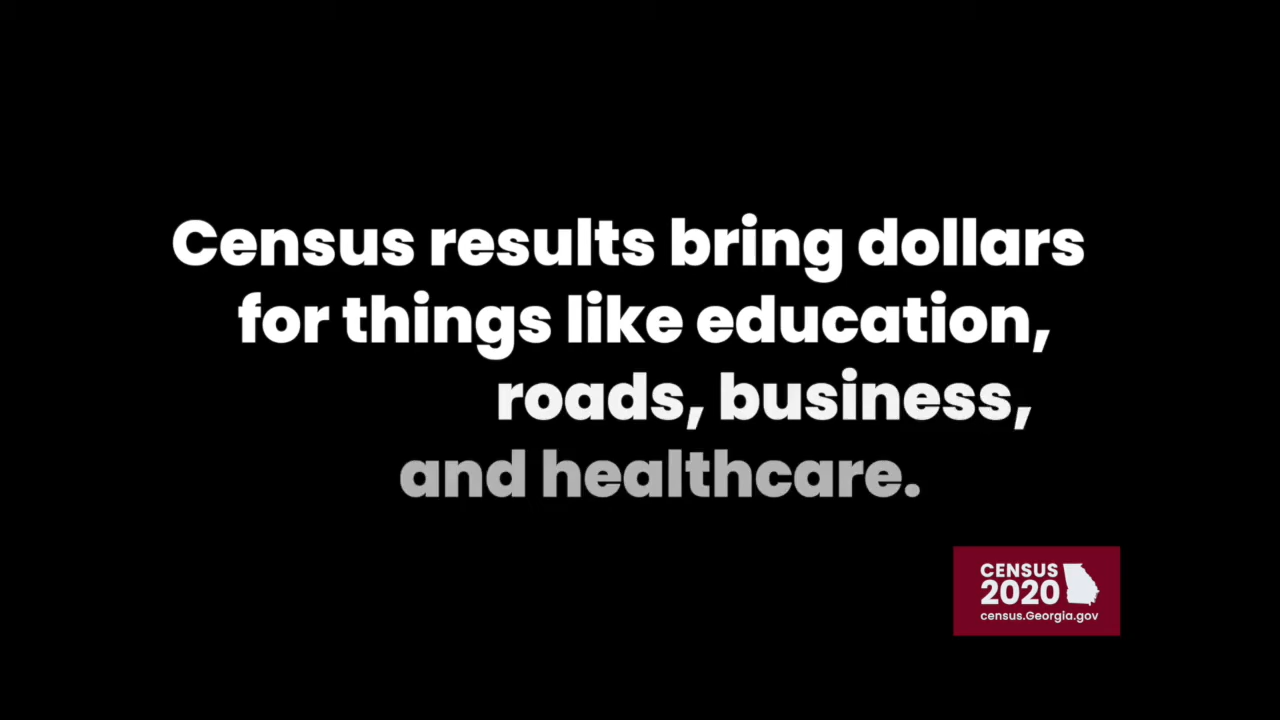 Census results bring dollars
for things like education,
roads, business,
and healthcare.
CENSUS
2020
census.Georgia.gov